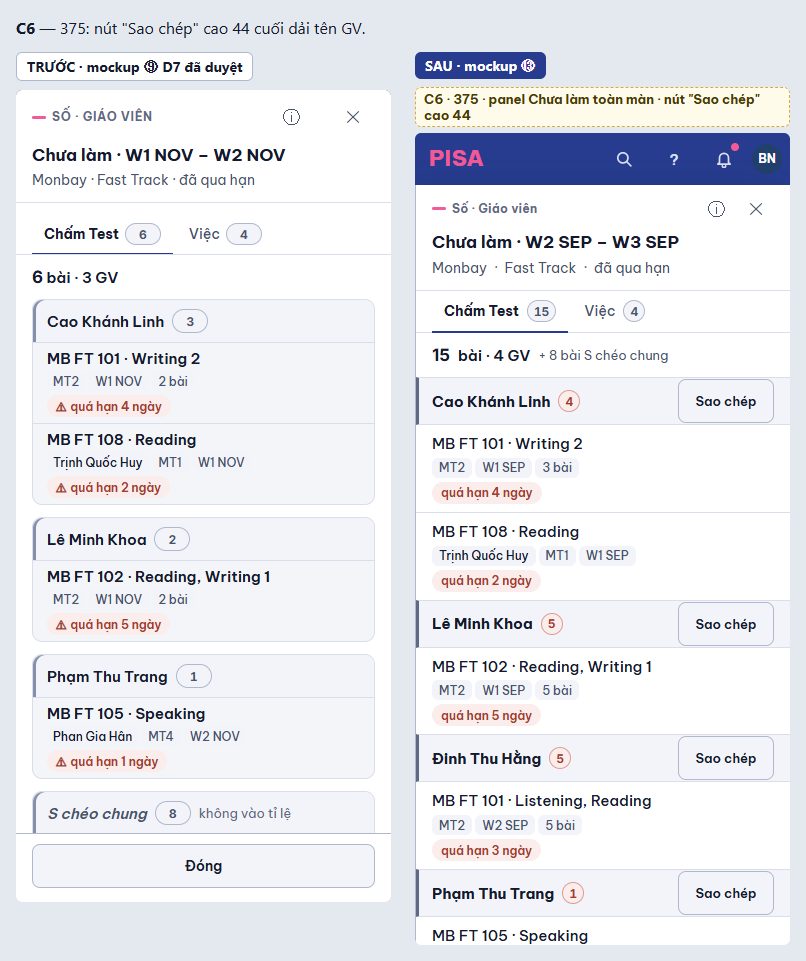 C6 — 375: nút "Sao chép" cao 44 cuối dải tên GV.
TRƯỚC · mockup ⑲ D7 đã duyệt
SỐ · GIÁO VIÊN
Chưa làm · W1 NOV – W2 NOV
Monbay · Fast Track · đã qua hạn
Chấm Test 6
Việc 4
6 bài · 3 GV
Cao Khánh Linh 3
MB FT 101 · Writing 2
MT2 W1 NOV 2 bài
⚠ quá hạn 4 ngày
MB FT 108 · Reading
Trịnh Quốc Huy MT1 W1 NOV
⚠ quá hạn 2 ngày
Lê Minh Khoa 2
MB FT 102 · Reading, Writing 1
MT2 W1 NOV 2 bài
⚠ quá hạn 5 ngày
Phạm Thu Trang 1
MB FT 105 · Speaking
Phan Gia Hân MT4 W2 NOV
⚠ quá hạn 1 ngày
S chéo chung 8 không vào tỉ lệ
Đóng
SAU · mockup
C6 · 375 · panel Chưa làm toàn màn · nút "Sao chép"
cao 44
PISA ? BN
Số · Giáo viên
Chưa làm · W2 SEP – W3 SEP
Monbay · Fast Track · đã qua hạn
Chấm Test 15
Việc 4
15 bài · 4 GV + 8 bài S chéo chung
Cao Khánh Linh 4 Sao chép
MB FT 101 · Writing 2
MT2 W1 SEP 3 bài
quá hạn 4 ngày
MB FT 108 · Reading
Trịnh Quốc Huy MT1 W1 SEP
quá hạn 2 ngày
Lê Minh Khoa 5 Sao chép
MB FT 102 · Reading, Writing 1
MT2 W1 SEP 5 bài
quá hạn 5 ngày
Đinh Thu Hằng 5 Sao chép
MB FT 101 · Listening, Reading
MT2 W2 SEP 5 bài
quá hạn 3 ngày
Phạm Thu Trang 1 Sao chép
MB FT 105 · Speaking